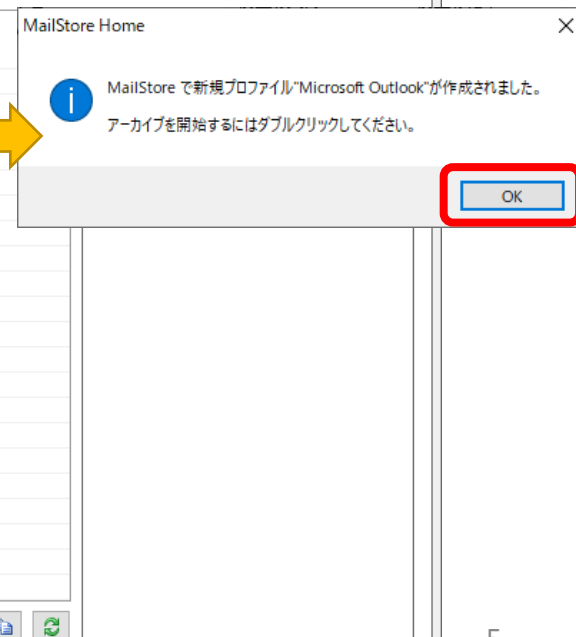 MailStore Home
MailStore で新規プロファイル"Microsoft Outlook"が作成されました。
アーカイブを開始するにはダブルクリックしてください。
OK